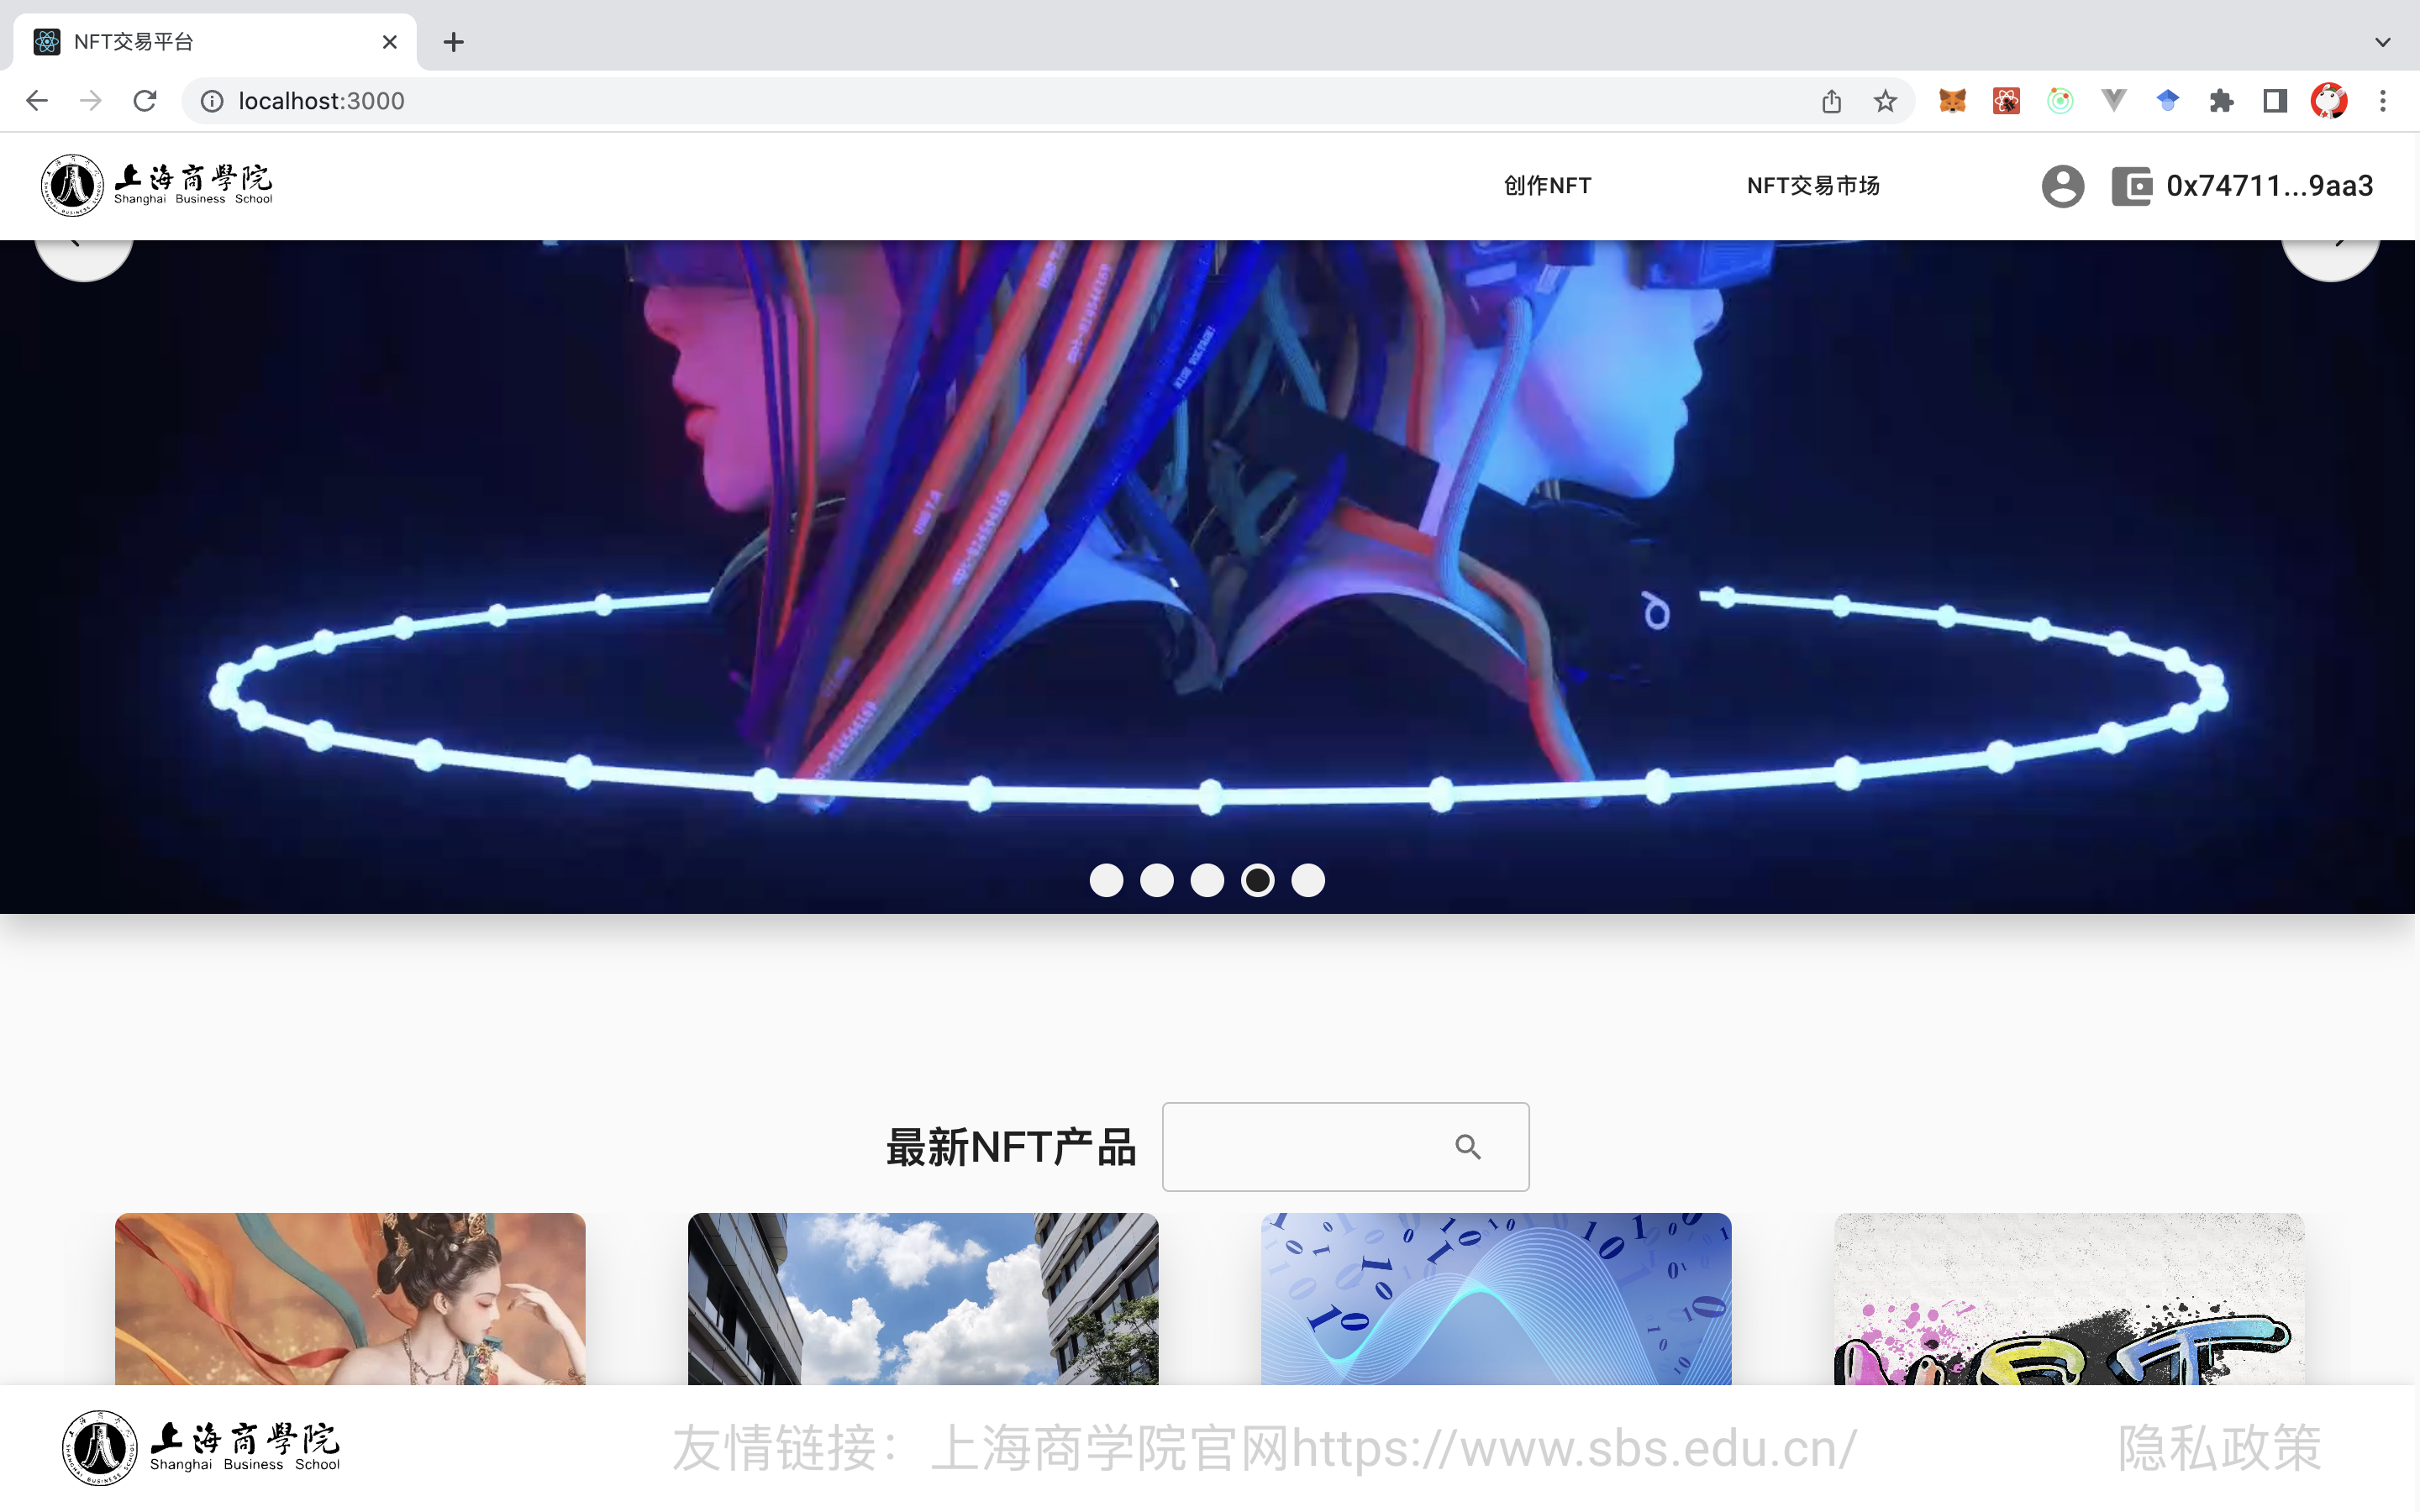 NFT交易平台
localhost:3000
上海商學院
Shanghai Business School
创作NFT
NFT交易市场
0x74711...9aa3
最新NFT产品
上海商學院
Shanghai Business School
友情链接：上海商学院官网https://www.sbs.edu.cn/
隐私政策